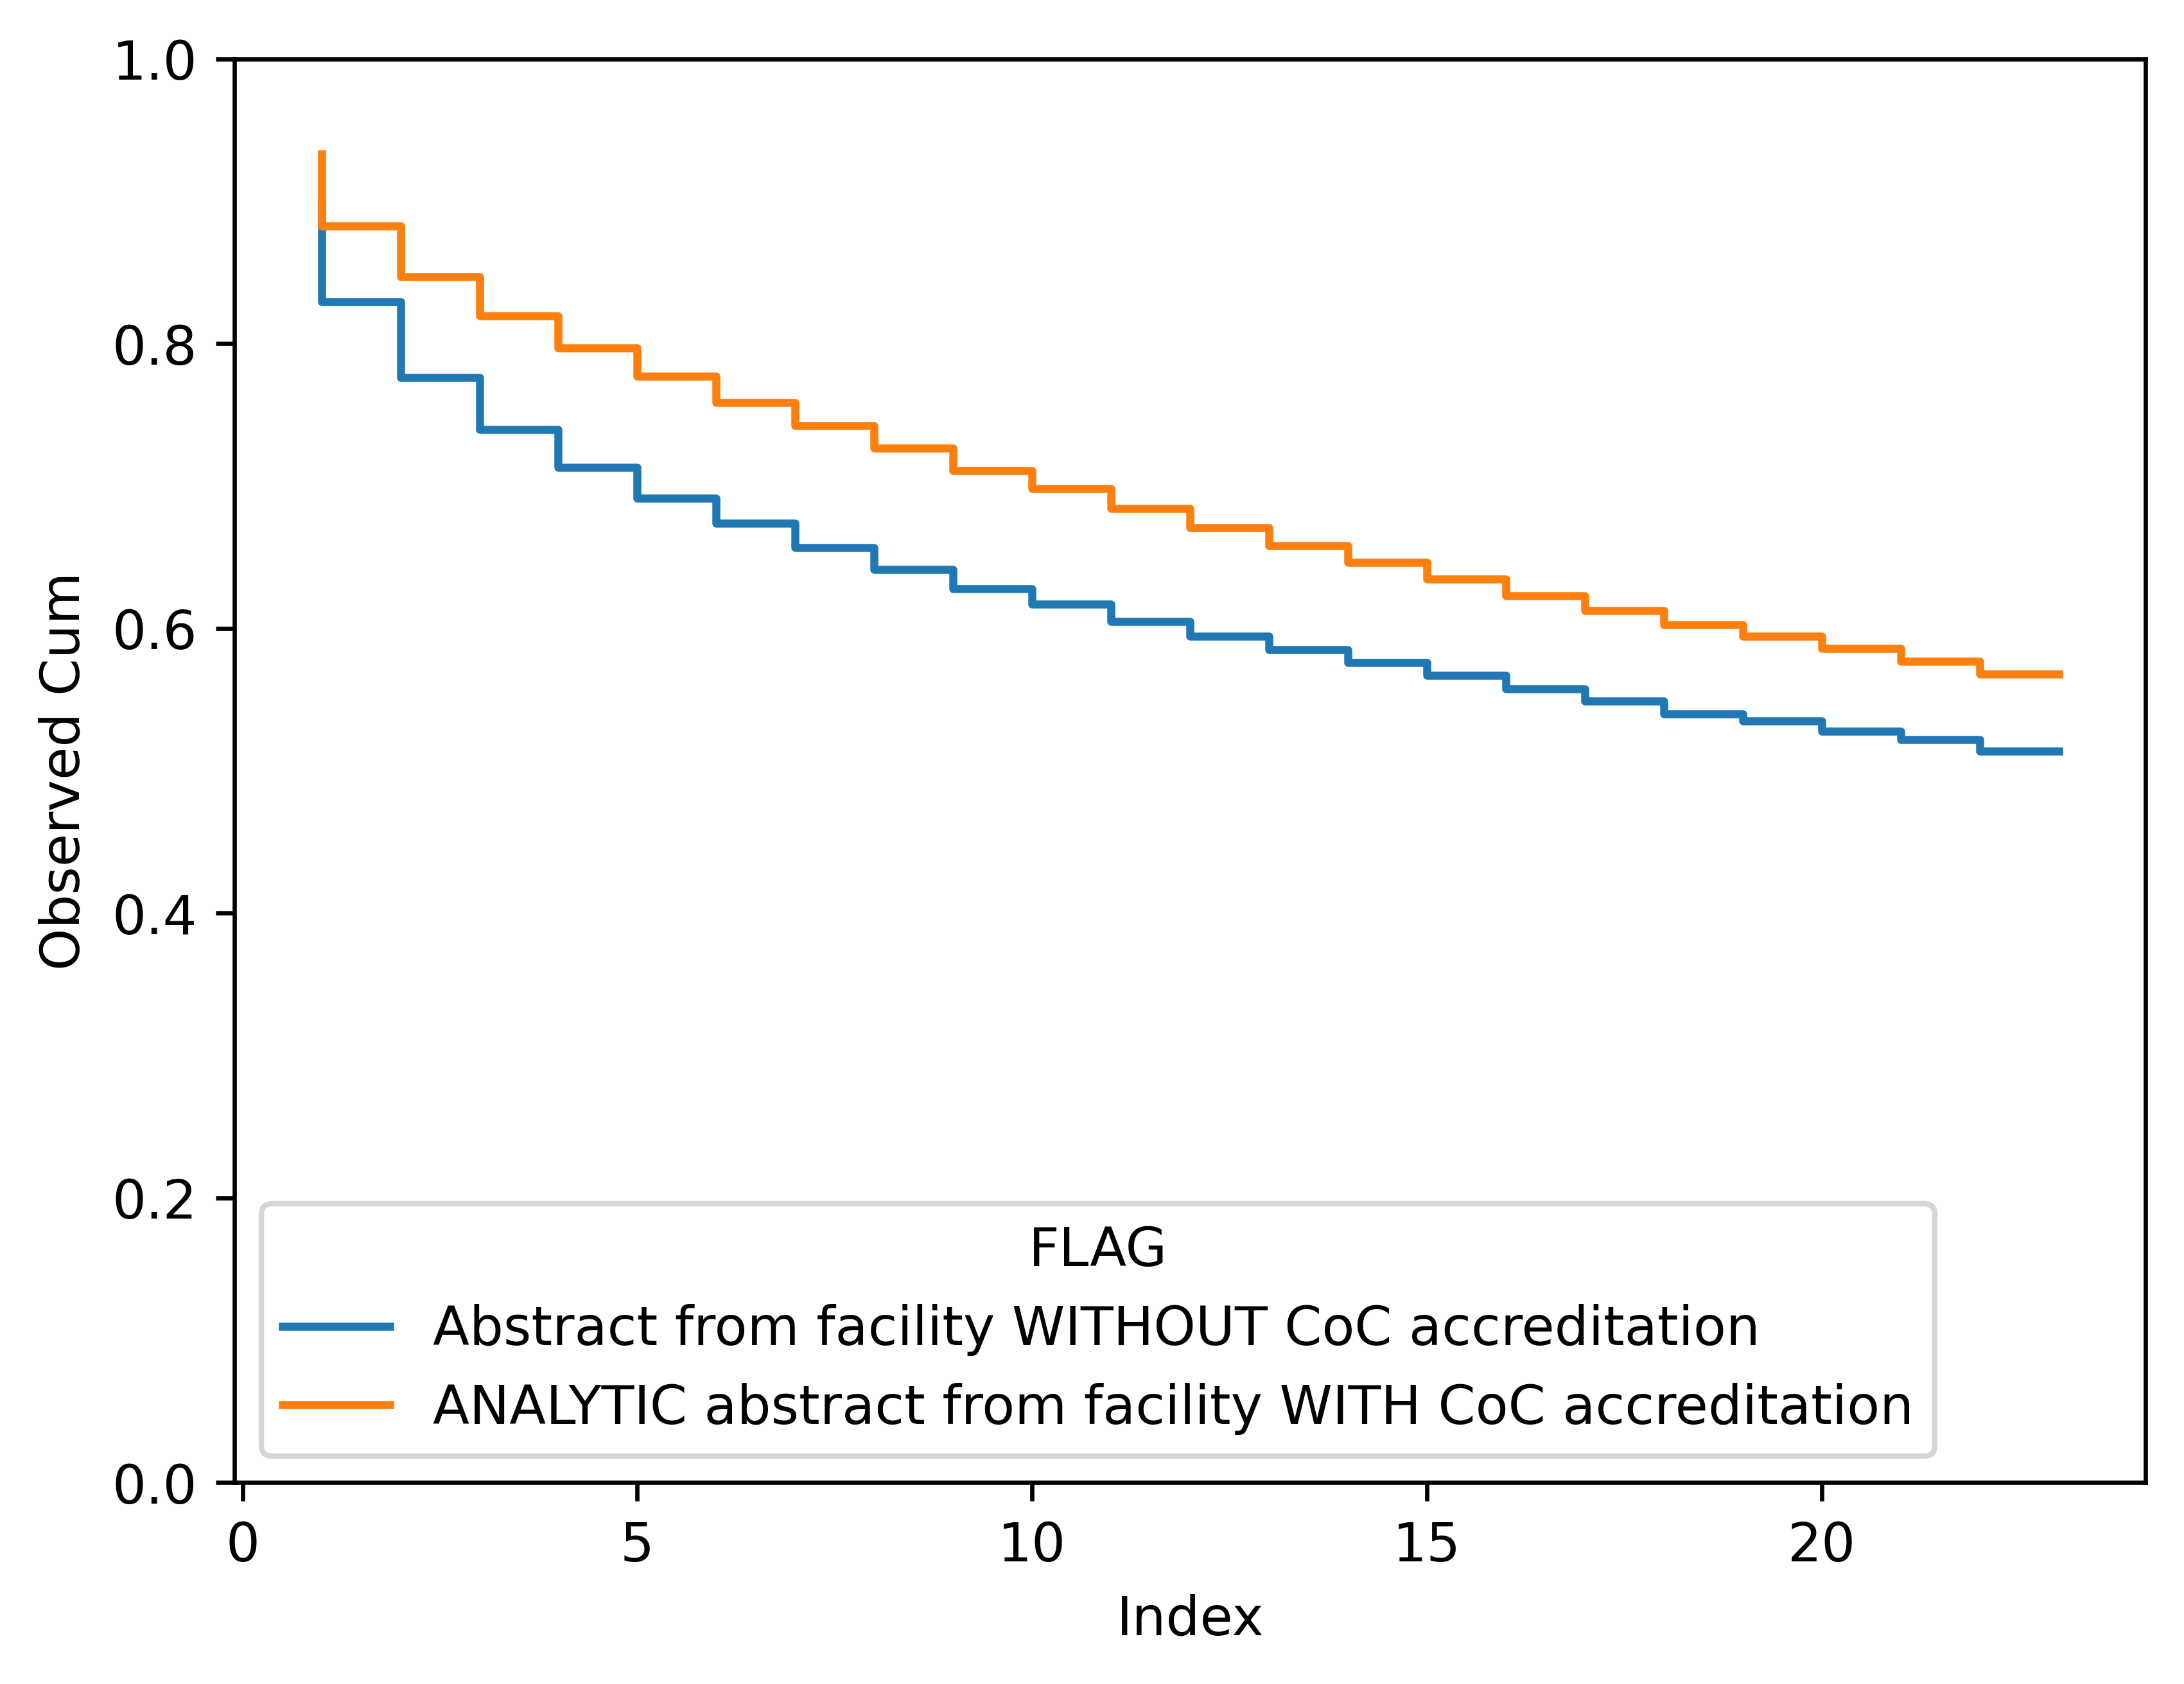 1.0
0.8
0.6
0.4
0.2
0.0
Observed Cum
FLAG
Abstract from facility WITHOUT CoC accreditation
ANALYTIC abstract from facility WITH CoC accreditation
0 5 10 15 20
Index